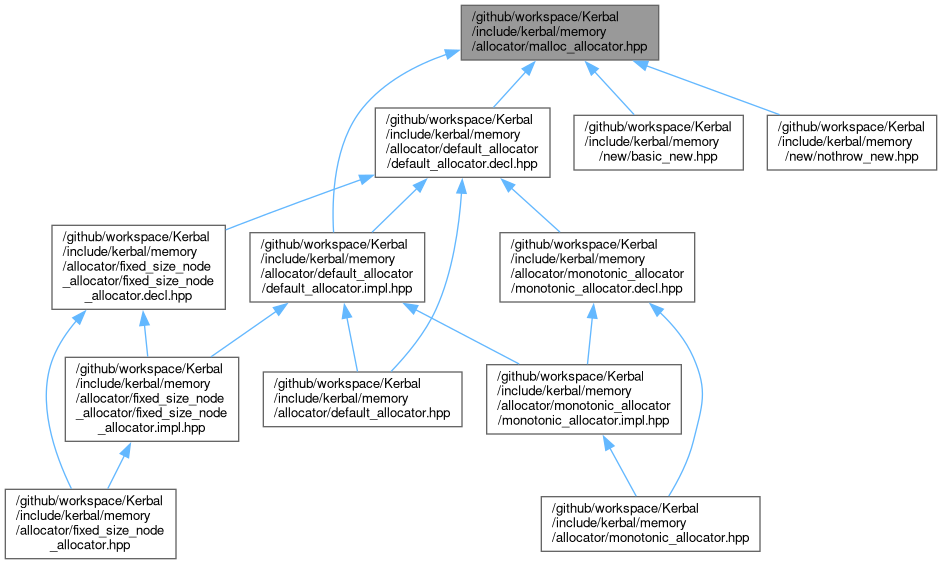 /github/workspace/Kerbal
/include/kerbal/memory
/allocator/malloc_allocator.hpp
/github/workspace/Kerbal
/include/kerbal/memory
/allocator/default_allocator
/default_allocator.decl.hpp
/github/workspace/Kerbal
/include/kerbal/memory
/new/basic_new.hpp
/github/workspace/Kerbal
/include/kerbal/memory
/new/nothrow_new.hpp
/github/workspace/Kerbal
/include/kerbal/memory
/allocator/fixed_size_node
_allocator/fixed_size_node
_allocator.decl.hpp
/github/workspace/Kerbal
/include/kerbal/memory
/allocator/default_allocator
/default_allocator.impl.hpp
/github/workspace/Kerbal
/include/kerbal/memory
/allocator/monotonic_allocator
/monotonic_allocator.decl.hpp
/github/workspace/Kerbal
/include/kerbal/memory
/allocator/fixed_size_node
_allocator/fixed_size_node
_allocator.impl.hpp
/github/workspace/Kerbal
/include/kerbal/memory
/allocator/default_allocator.hpp
/github/workspace/Kerbal
/include/kerbal/memory
/allocator/monotonic_allocator
/monotonic_allocator.impl.hpp
/github/workspace/Kerbal
/include/kerbal/memory
/allocator/fixed_size_node
_allocator.hpp
/github/workspace/Kerbal
/include/kerbal/memory
/allocator/monotonic_allocator.hpp